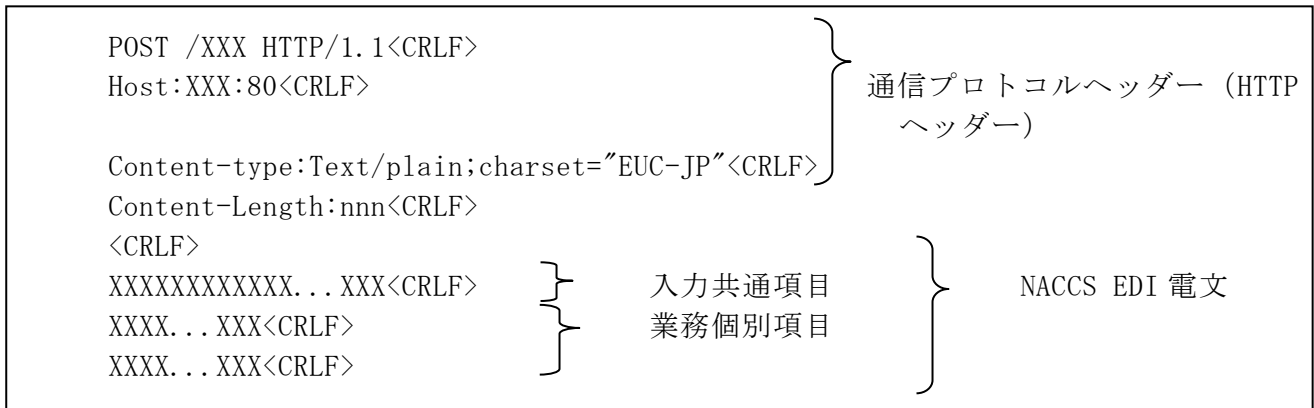 POST /XXX HTTP/1.1<CRLF>
Host:XXX:80<CRLF>
通信プロトコルヘッダー (HTTP
ヘッダー)
Content-type:Text/plain;charset="EUC-JP"<CRLF>
Content-Length:nnn<CRLF>
<CRLF>
XXXXXXXXXXXX...XXX<CRLF> 入力共通項目 NACCS EDI 電文
XXXX...XXX<CRLF> 業務個別項目
XXXX...XXX<CRLF>